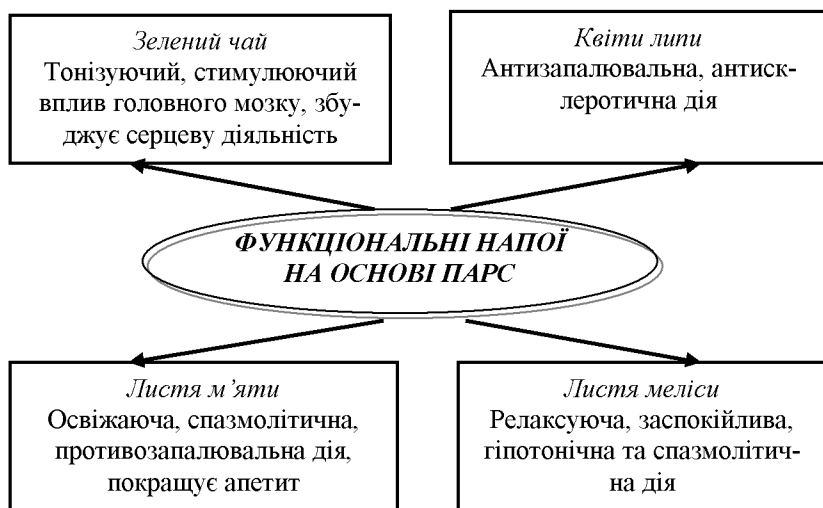 Зелений чай
Тонізуючий, стимулюючий
вплив головного мозку, збу-
джує серцеву діяльність
Квіти липи
Антизапалювальна, антиск-
леротична дія
ФУНКЦІОНАЛЬНІ НАПОЇ
НА ОСНОВІ ПАРС
Листя м’яти
Освіжаюча, спазмолітична,
противозапалювальна дія,
покращує апетит
Листя меліси
Релаксуюча, заспокійлива,
гіпотонічна та спазмолітич-
на дія